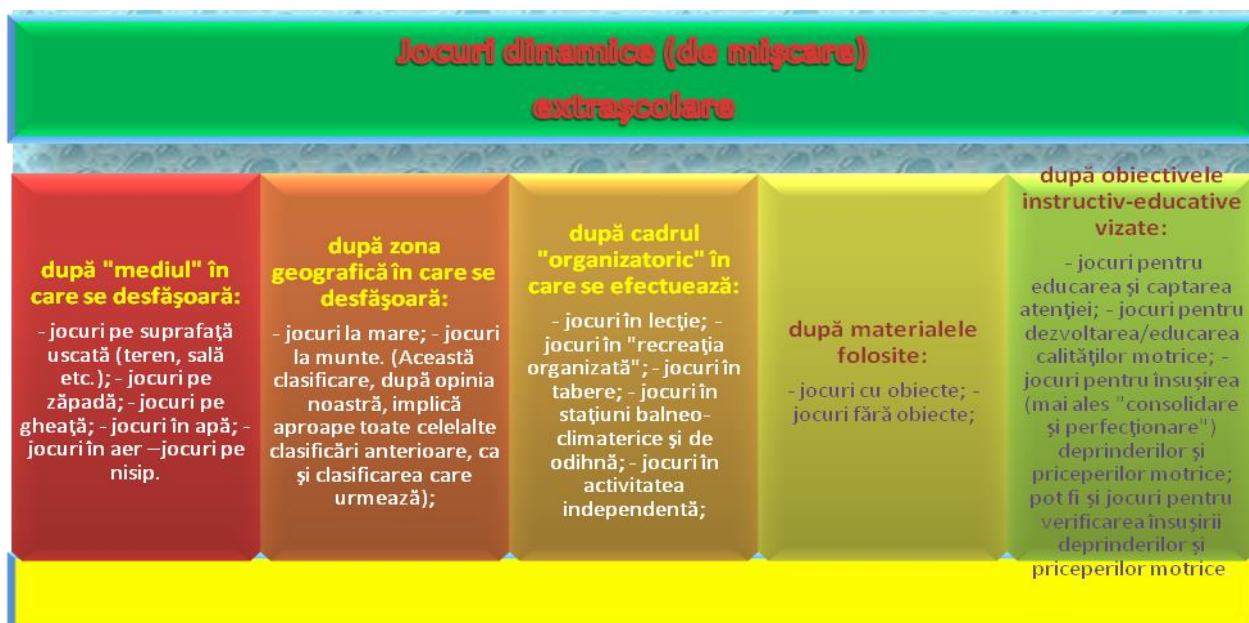 Jocuri dinamice (de mişcare)
extraşcolare
după "mediul" în
care se desfăşoară:
- jocuri pe suprafaţă
uscată (teren, sală
etc.); - jocuri pe
zăpadă; - jocuri pe
gheaţă; - jocuri în apă; -
jocuri în aer –jocuri pe
nisip.
după zona
geografică în care se
desfăşoară:
- jocuri la mare; - jocuri
la munte. (Această
clasificare, după opinia
noastră, implică
aproape toate celelalte
clasificări anterioare, ca
şi clasificarea care
urmează);
după cadrul
"organizatoric" în
care se efectuează:
- jocuri în lecţie; -
jocuri în "recreaţia
organizată"; - jocuri în
tabere; - jocuri în
staţiuni balneo-
climaterice şi de
odihnă; - jocuri în
activitatea
independentă;
după materialele
folosite:
- jocuri cu obiecte; -
jocuri fără obiecte;
după obiectivele
instructiv-educative
vizate:
- jocuri pentru
educarea şi captarea
atenţiei; - jocuri pentru
dezvoltarea/educarea
calităţilor motrice; -
jocuri pentru însuşirea
(mai ales "consolidare
şi perfecţionare")
deprinderilor şi
priceperilor motrice;
pot fi şi jocuri pentru
verificarea însuşirii
deprinderilor şi
priceperilor motrice